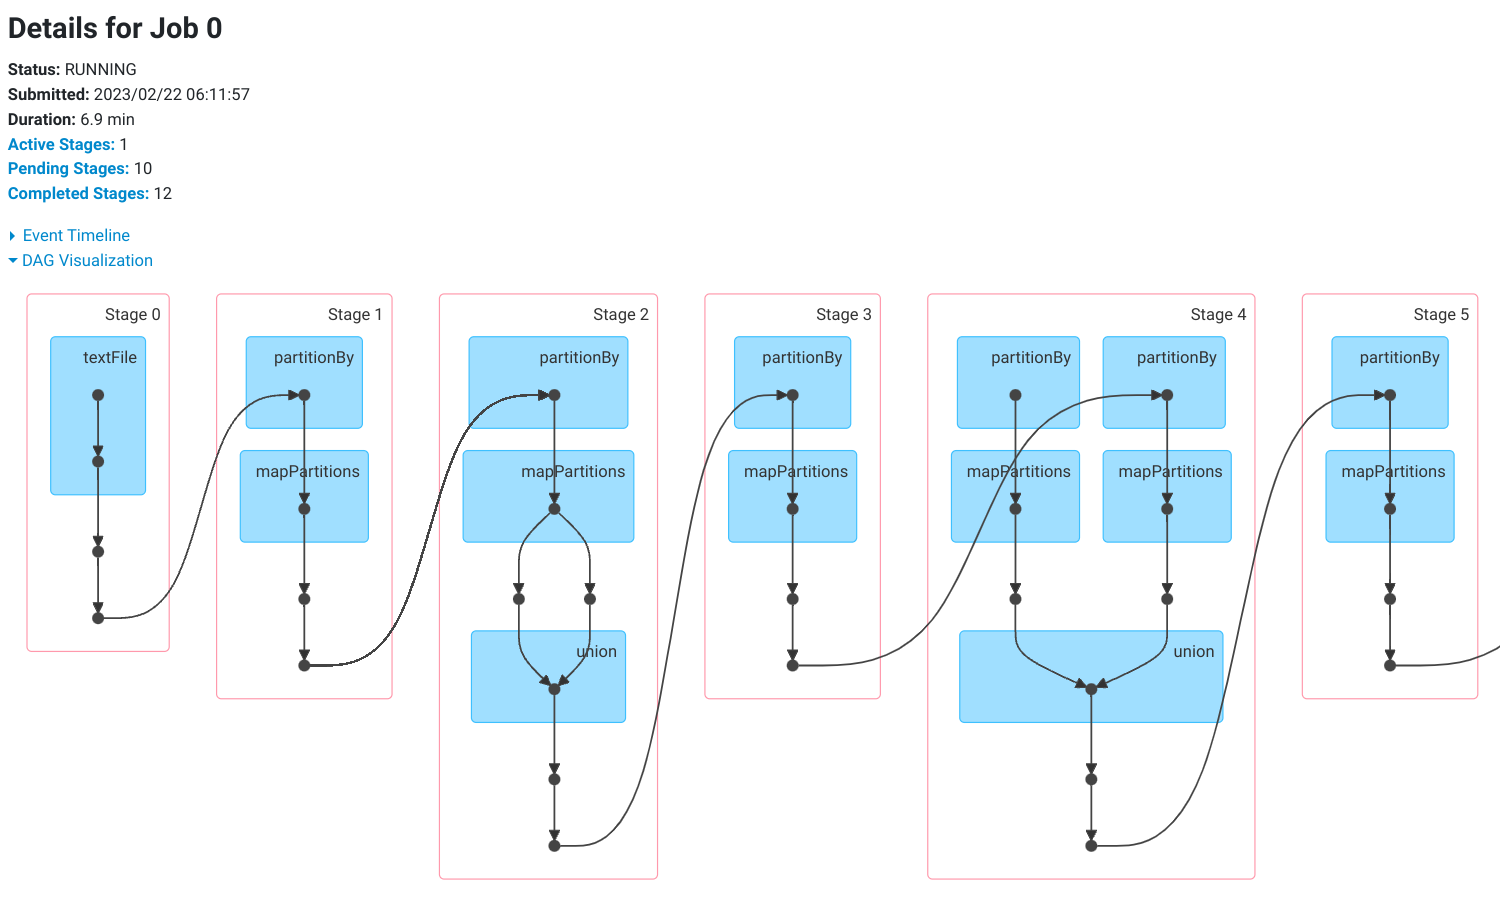 Details for Job 0
Status: RUNNING
Submitted: 2023/02/22 06:11:57
Duration: 6.9 min
Active Stages: 1
Pending Stages: 10
Completed Stages: 12
Event Timeline
DAG Visualization
Stage 0
textFile
Stage 1
partitionBy
mapPartitions
Stage 2
partitionBy
mapPartitions
union
Stage 3
partitionBy
mapPartitions
Stage 4
partitionBy
partitionBy
mapPartitions
mapPartitions
union
Stage 5
partitionBy
mapPartitions